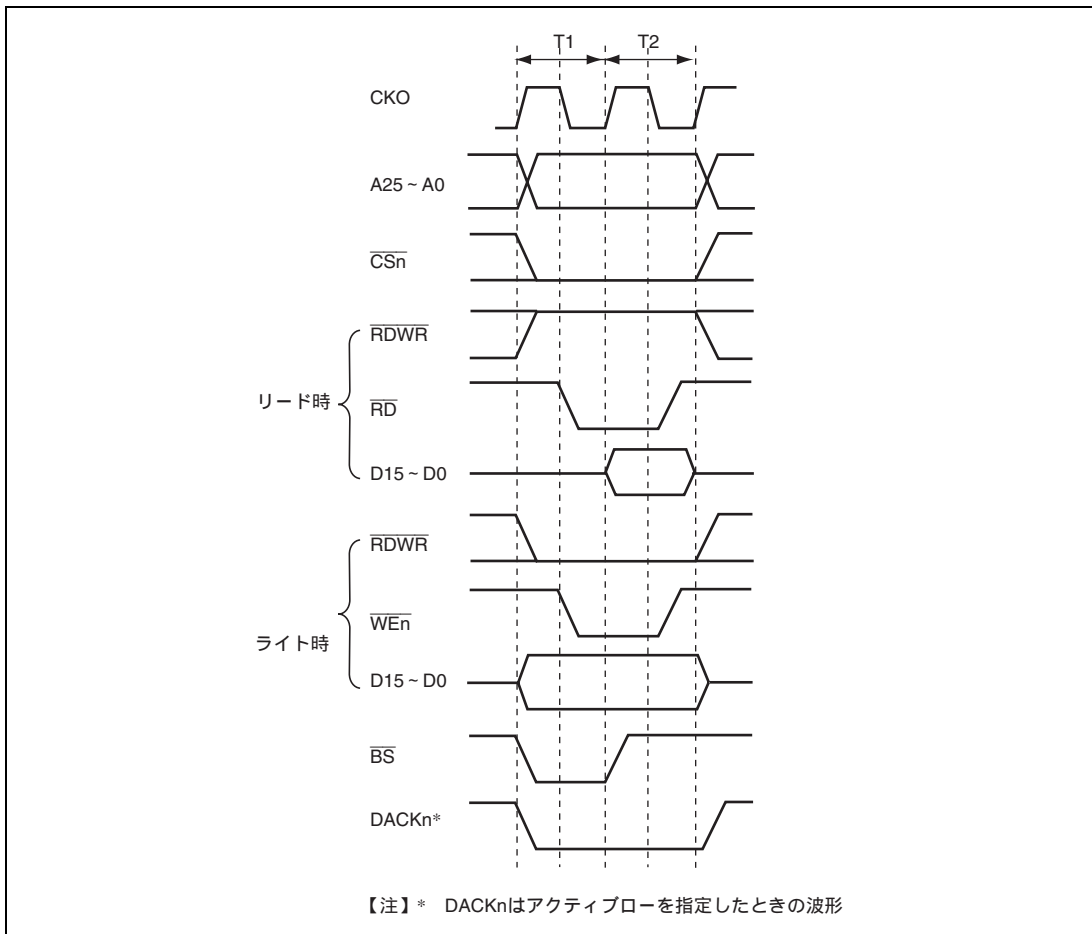 T1 T2
CKO
A25 ~ A0
CSn
RDWR
リード時
RD
D15 ~ D0
RDWR
WEn
ライト時
D15 ~ D0
BS
DACKn*
【注】* DACKnはアクティブローを指定したときの波形